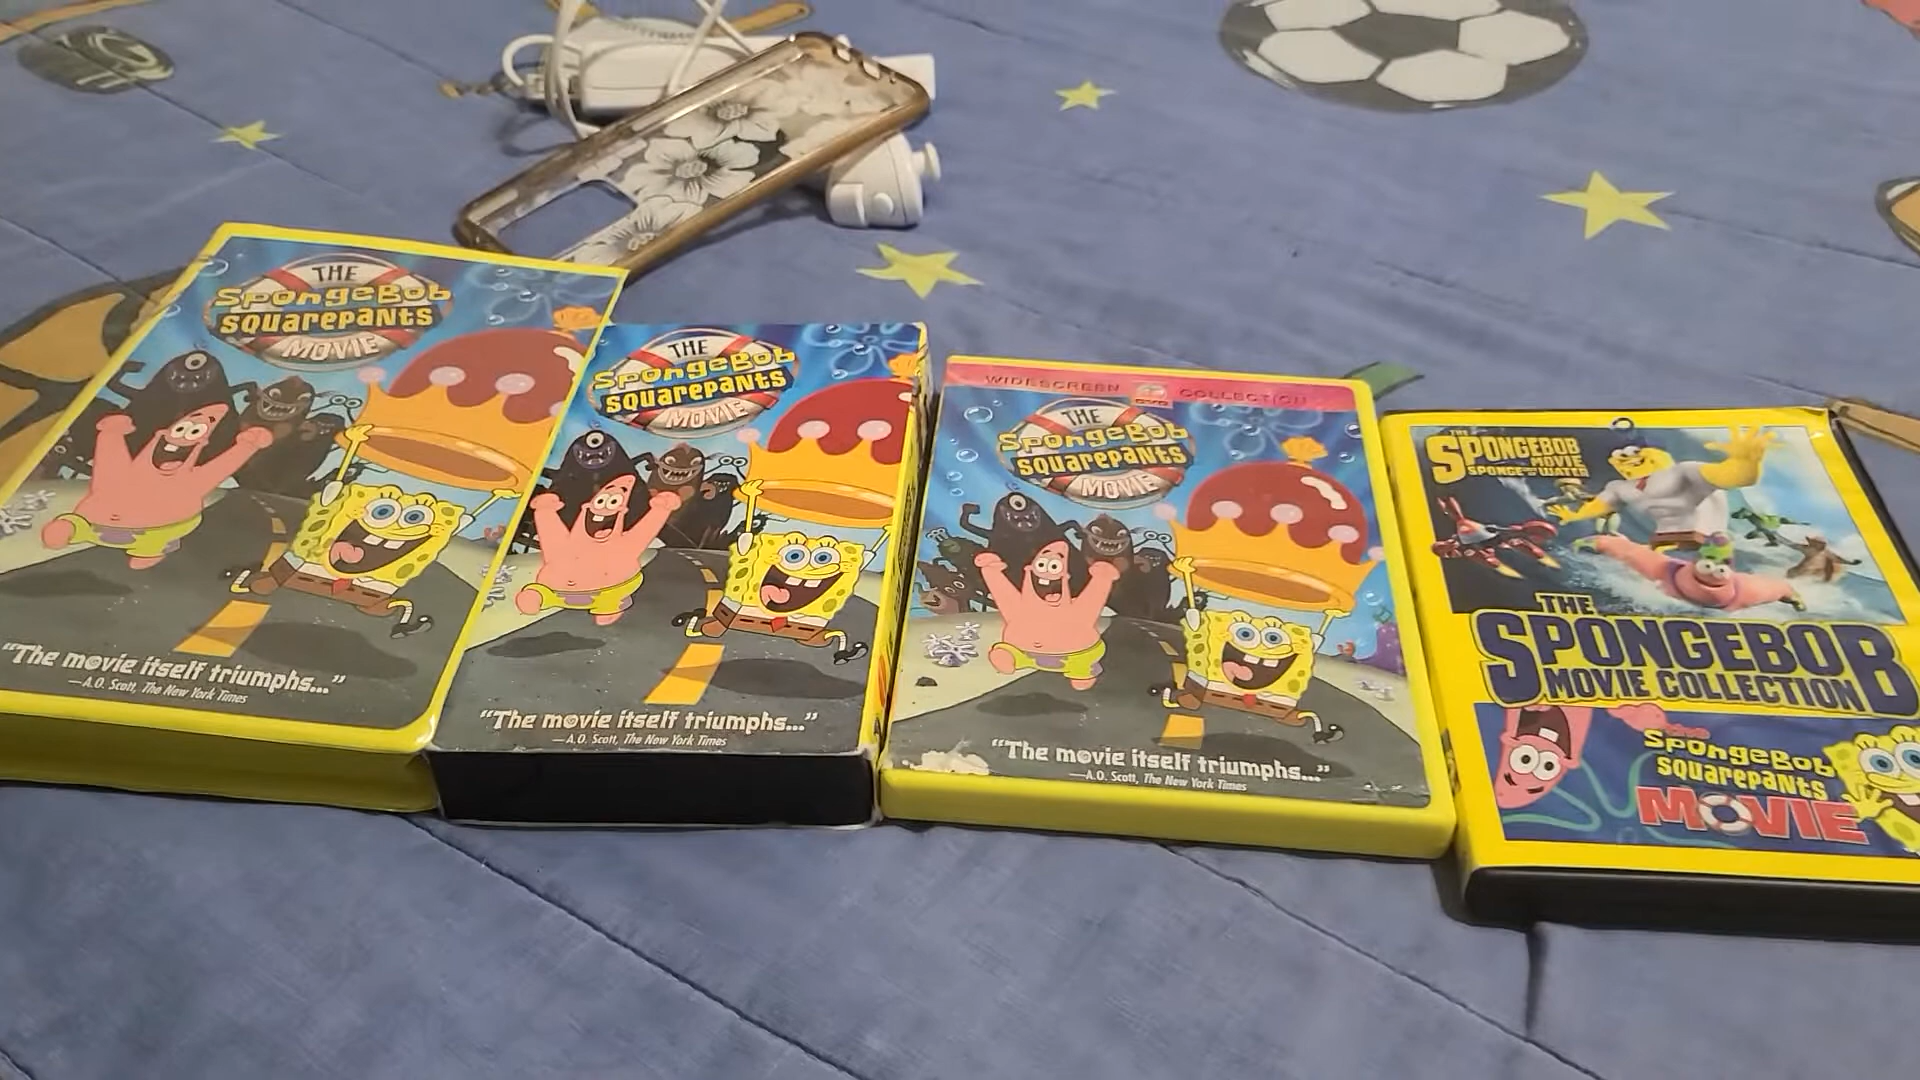 THE
SpongeBob
SQUAREPANTS
MOVIE
"The movie itself triumphs..."
—A.O. Scott, The New York Times
THE
SpongeBob
SQUAREPANTS
MOVIE
"The movie itself triumphs..."
—A.O. Scott, The New York Times
WIDESCREEN DVD COLLECTION
THE
SpongeBob
SQUAREPANTS
MOVIE
"The movie itself triumphs..."
—A.O. Scott, The New York Times
THE
SPONGEBOB
MOVIE
SPONGE OUT OF WATER
THE
SPONGEBOB
MOVIE COLLECTION
the
SpongeBob
SQUAREPANTS
MOVIE